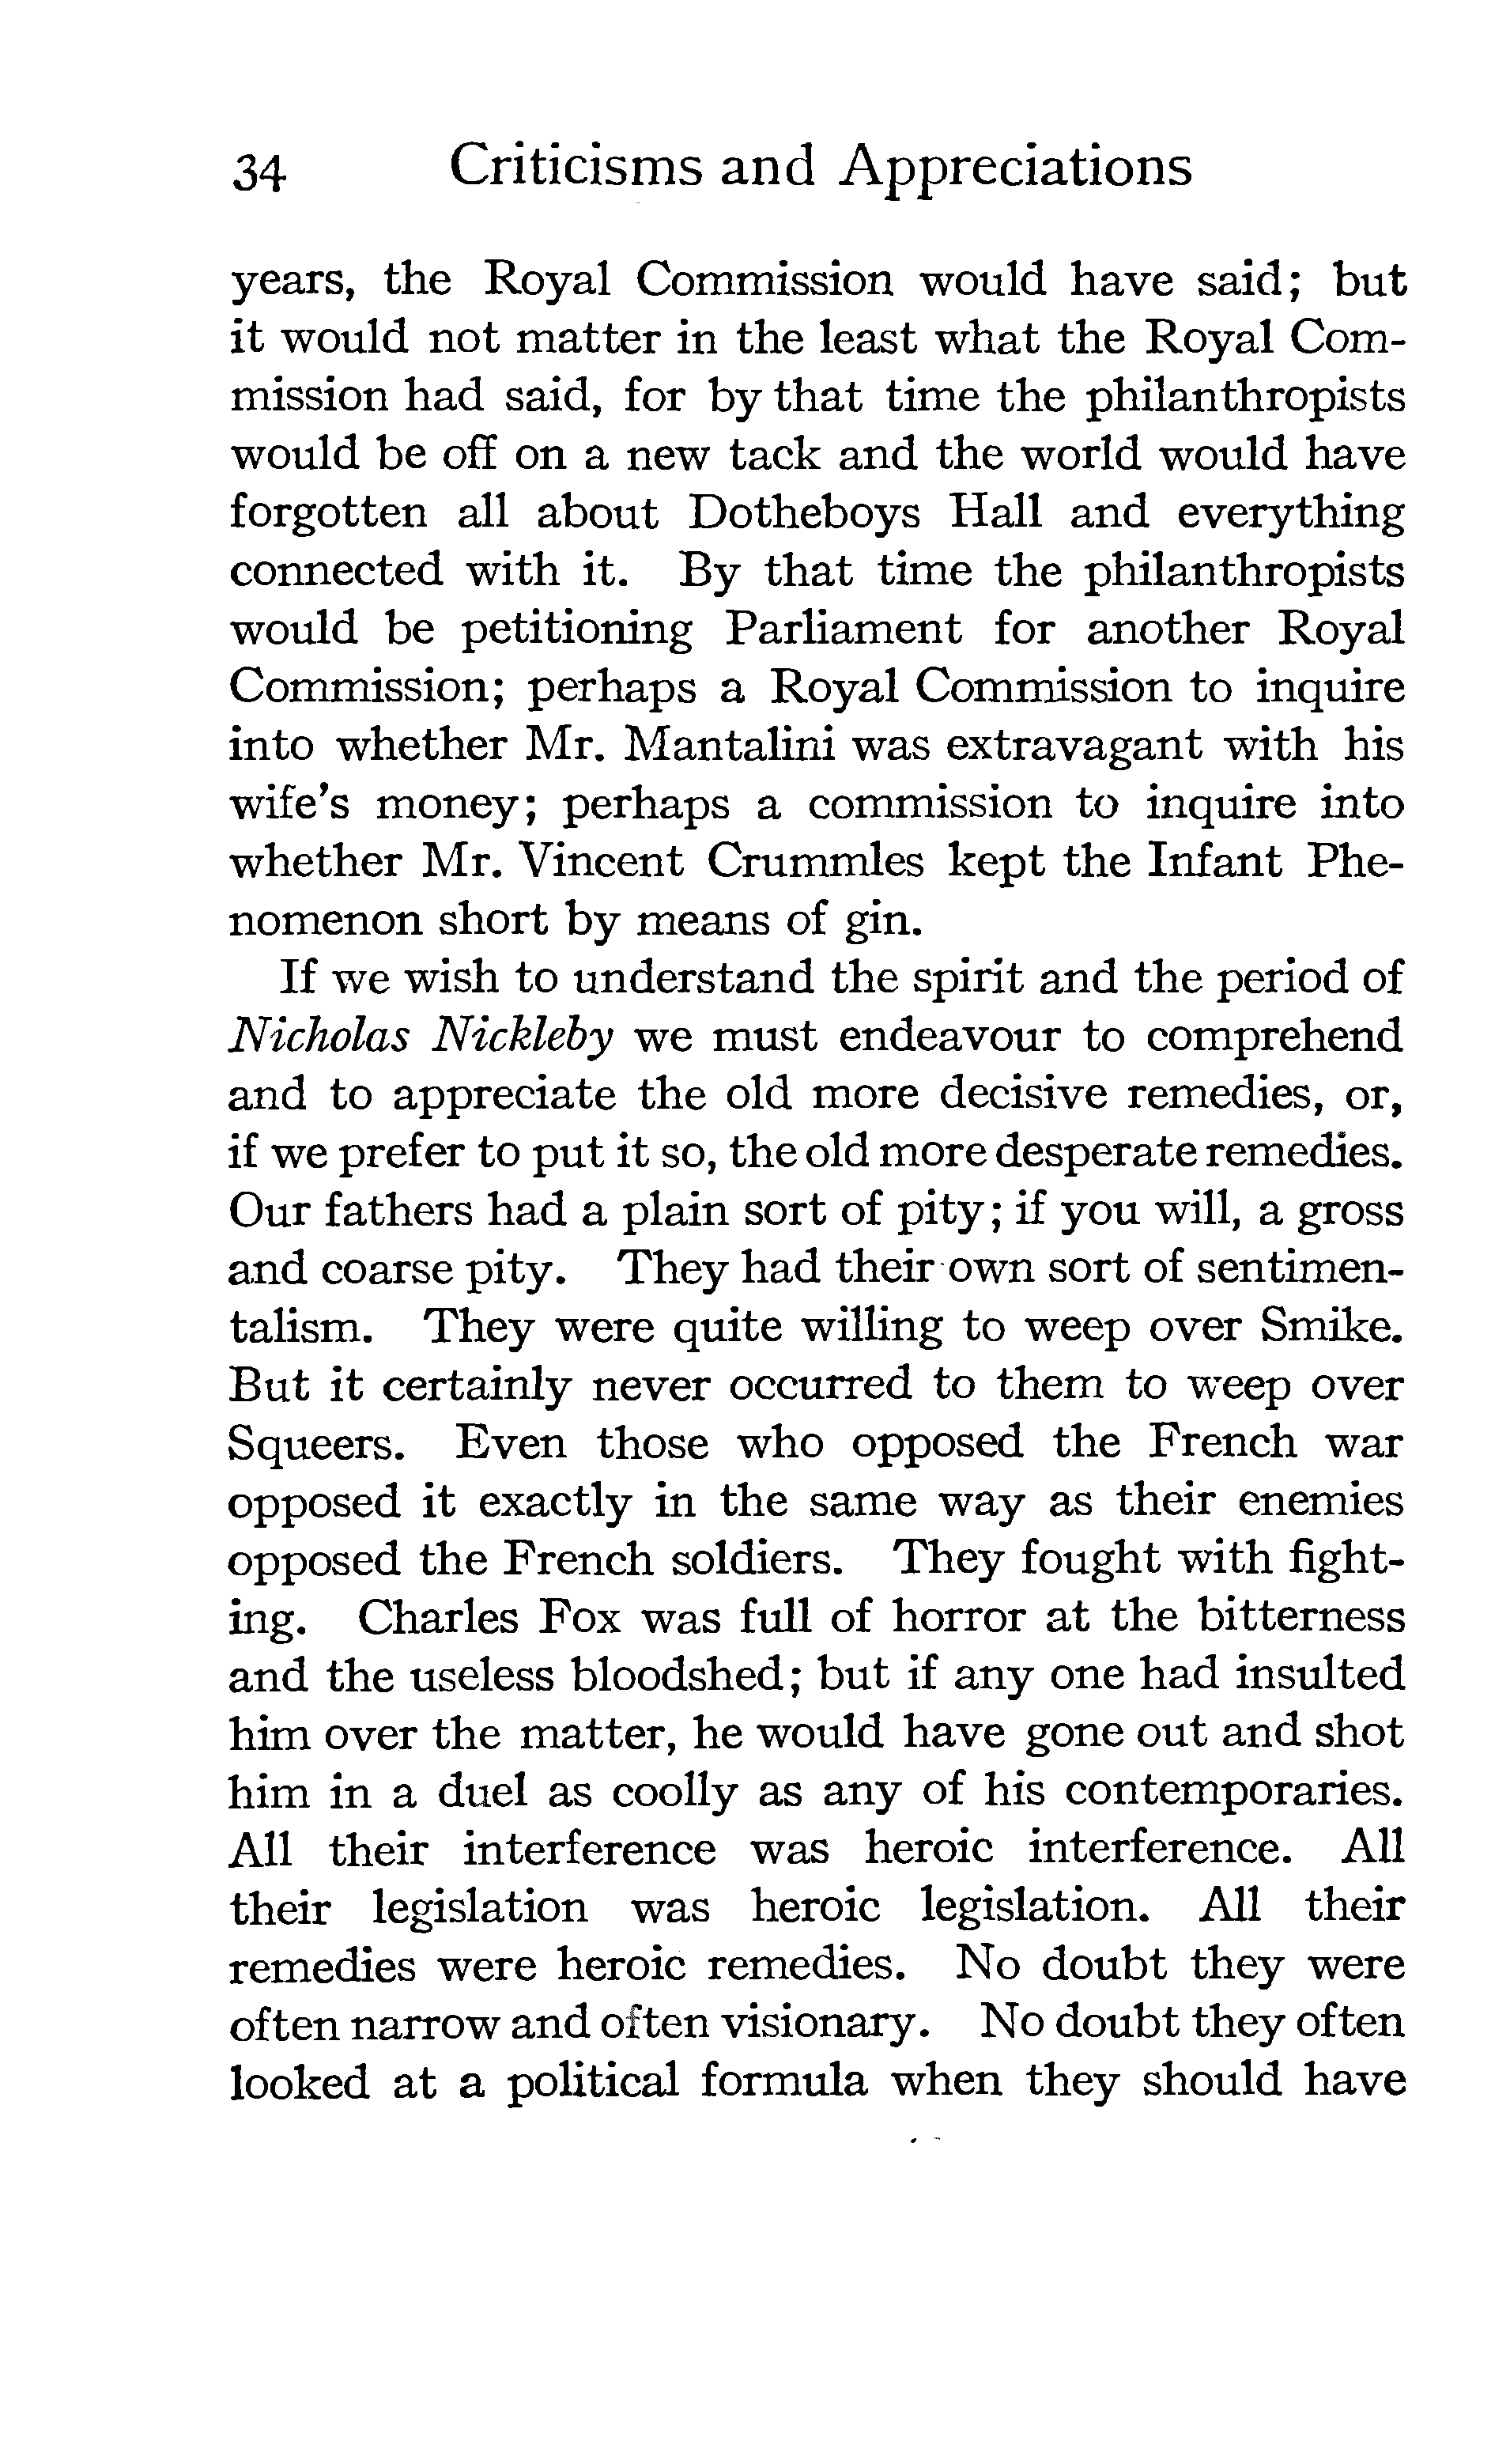 34 Criticisms and Appreciations
years, the Royal Commission would have said; but
it would not matter in the least what the Royal Com-
mission had said, for by that time the philanthropists
would be off on a new tack and the world would have
forgotten all about Dotheboys Hall and everything
connected with it. By that time the philanthropists
would be petitioning Parliament for another Royal
Commission; perhaps a Royal Commission to inquire
into whether Mr. Mantalini was extravagant with his
wife's money; perhaps a commission to inquire into
whether Mr. Vincent Crummles kept the Infant Phe-
nomenon short by means of gin.
If we wish to understand the spirit and the period of
Nicholas Nickleby we must endeavour to comprehend
and to appreciate the old more decisive remedies, or,
if we prefer to put it so, the old more desperate remedies.
Our fathers had a plain sort of pity; if you will, a gross
and coarse pity. They had their own sort of sentimen-
talism. They were quite willing to weep over Smike.
But it certainly never occurred to them to weep over
Squeers. Even those who opposed the French war
opposed it exactly in the same way as their enemies
opposed the French soldiers. They fought with fight-
ing. Charles Fox was full of horror at the bitterness
and the useless bloodshed; but if any one had insulted
him over the matter, he would have gone out and shot
him in a duel as coolly as any of his contemporaries.
All their interference was heroic interference. All
their legislation was heroic legislation. All their
remedies were heroic remedies. No doubt they were
often narrow and often visionary. No doubt they often
looked at a political formula when they should have